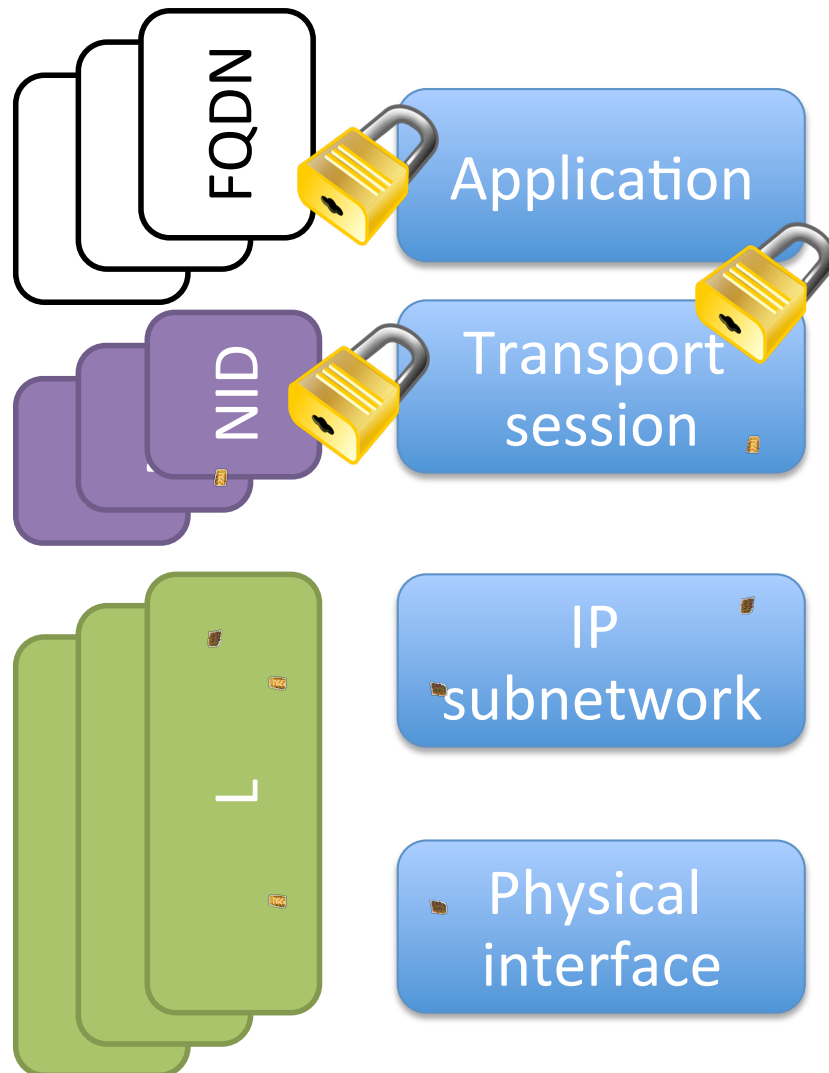 FQDN
Application
NID
Transport
session
L
IP
subnetwork
Physical
interface